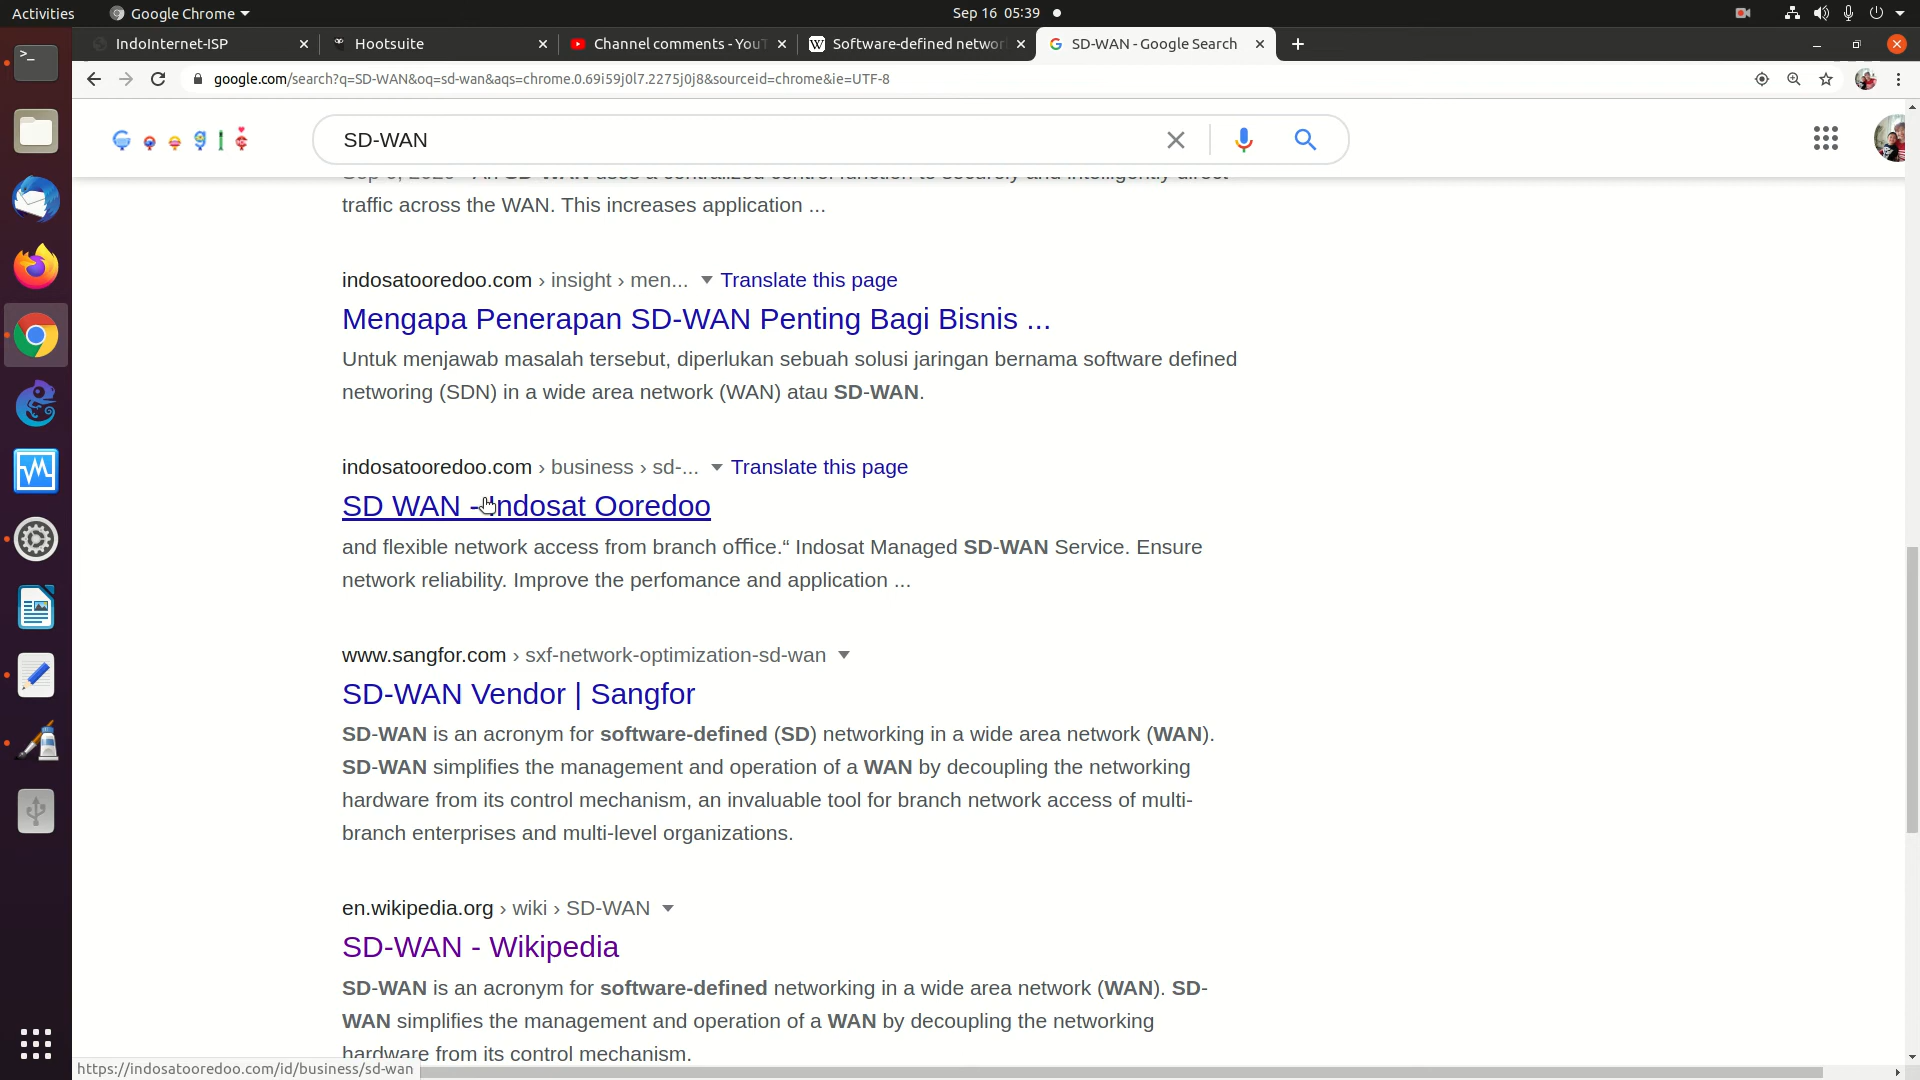 Activities
Google Chrome
Sep 16 05:39
IndoInternet-ISP
Hootsuite
Channel comments - YouT
Software-defined networ
SD-WAN - Google Search
google.com/search?q=SD-WAN&oq=sd-wan&aqs=chrome.0.69i59j0l7.2275j0j8&sourceid=chrome&ie=UTF-8
SD-WAN
traffic across the WAN. This increases application ...
indosatooredoo.com › insight › men... Translate this page
Mengapa Penerapan SD-WAN Penting Bagi Bisnis ...
Untuk menjawab masalah tersebut, diperlukan sebuah solusi jaringan bernama software defined
networing (SDN) in a wide area network (WAN) atau SD-WAN.
indosatooredoo.com › business › sd-... Translate this page
SD WAN - Indosat Ooredoo
and flexible network access from branch office.“ Indosat Managed SD-WAN Service. Ensure
network reliability. Improve the perfomance and application ...
www.sangfor.com › sxf-network-optimization-sd-wan
SD-WAN Vendor | Sangfor
SD-WAN is an acronym for software-defined (SD) networking in a wide area network (WAN).
SD-WAN simplifies the management and operation of a WAN by decoupling the networking
hardware from its control mechanism, an invaluable tool for branch network access of multi-
branch enterprises and multi-level organizations.
en.wikipedia.org › wiki › SD-WAN
SD-WAN - Wikipedia
SD-WAN is an acronym for software-defined networking in a wide area network (WAN). SD-
WAN simplifies the management and operation of a WAN by decoupling the networking
hardware from its control mechanism.
https://indosatooredoo.com/id/business/sd-wan